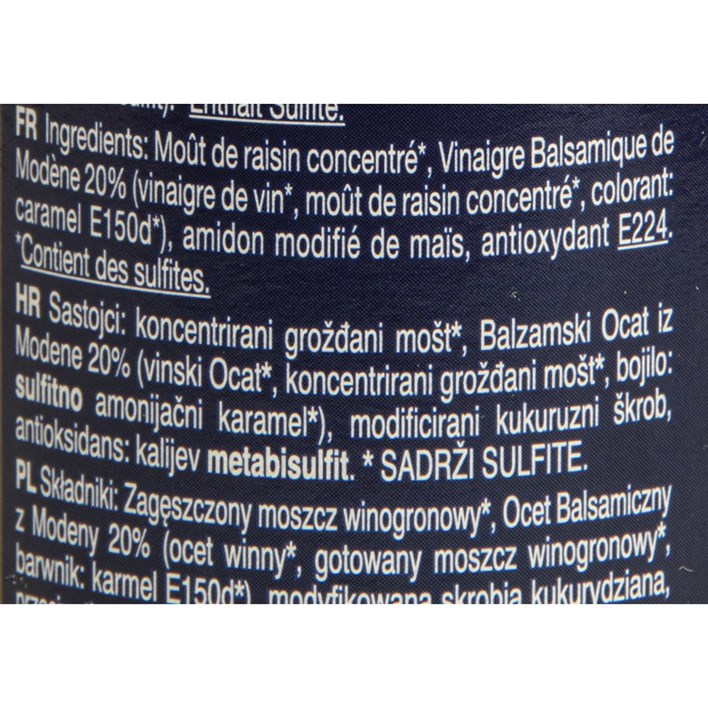 Enthält Sulfite.
FR Ingredients: Moût de raisin concentré*, Vinaigre Balsamique de
Modène 20% (vinaigre de vin*, moût de raisin concentré*, colorant:
caramel E150d*), amidon modifié de maïs, antioxydant E224.
*Contient des sulfites.
HR Sastojci: koncentrirani grožđani mošt*, Balzamski Ocat iz
Modene 20% (vinski Ocat*, koncentrirani grožđani mošt*, bojilo:
sulfitno amonijačni karamel*), modificirani kukuruzni škrob,
antioksidans: kalijev metabisulfit. * SADRŽI SULFITE.
PL Składniki: Zagęszczony moszcz winogronowy*, Ocet Balsamiczny
z Modeny 20% (ocet winny*, gotowany moszcz winogronowy*,
barwnik: karmel E150d*), modyfikowana skrobia kukurydziana,